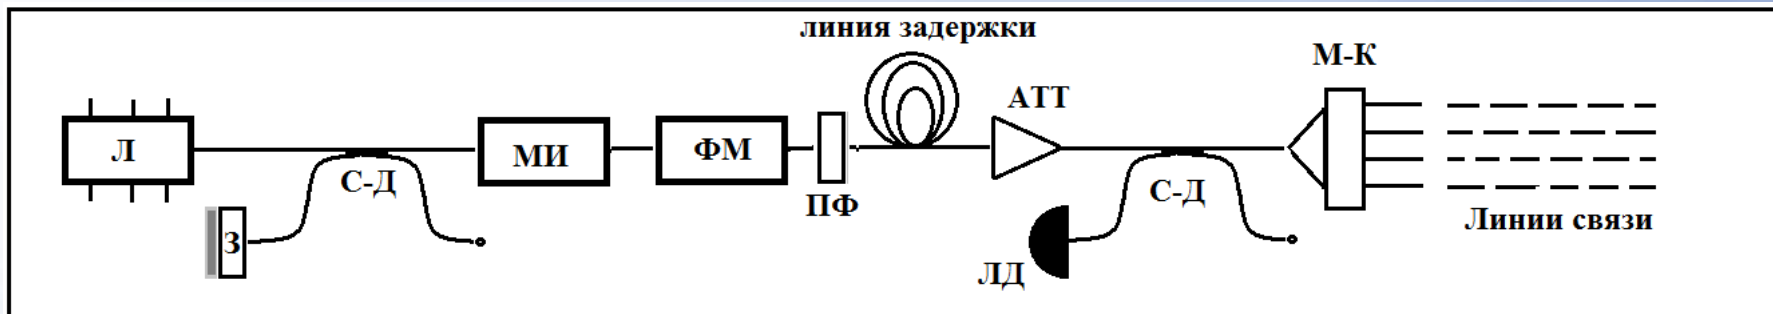 линия задержки
М-К
АТТ
Л
МИ
ФМ
С-Д
С-Д
ПФ
З
Линии связи
ЛД